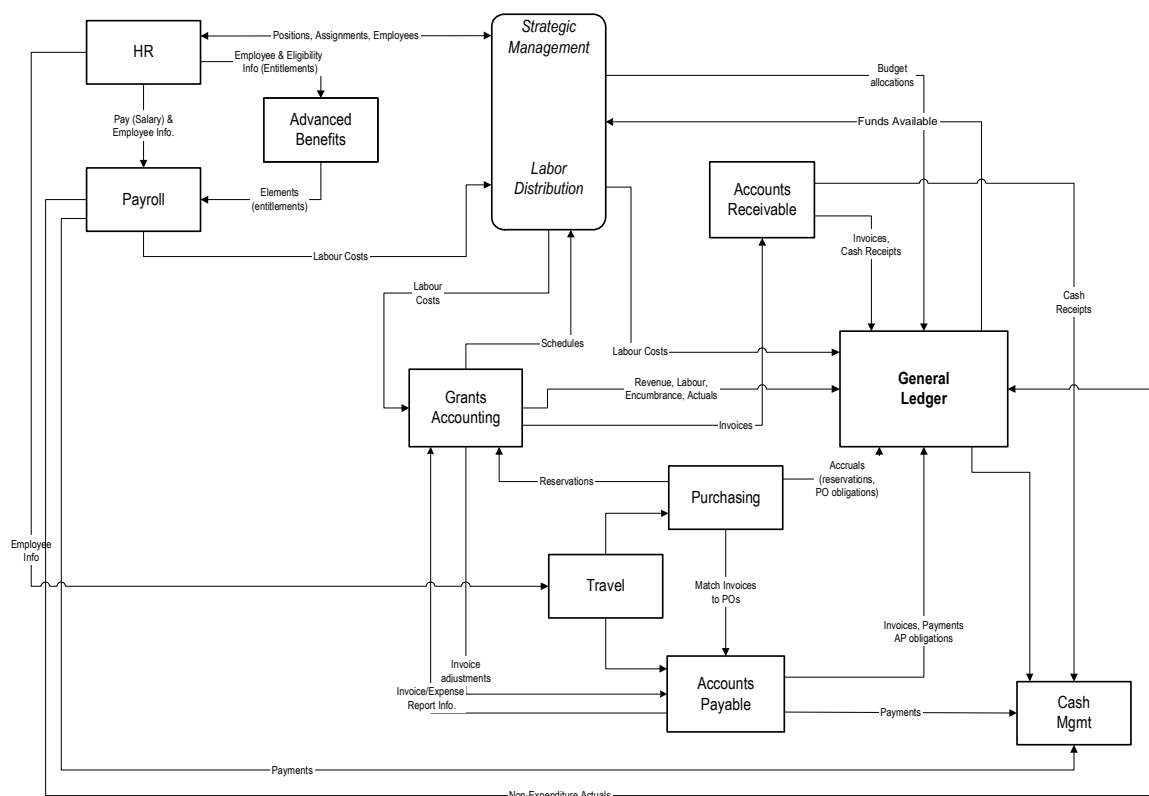 HR
Positions, Assignments, Employees
Strategic
Management
Employee & Eligibility
Info (Entitlements)
Budget
allocations
Advanced
Benefits
Pay (Salary) &
Employee Info.
Funds Available
Labor
Distribution
Payroll
Elements
(entitlements)
Accounts
Receivable
Labour Costs
Invoices,
Cash Receipts
Labour
Costs
Cash
Receipts
Schedules
Labour Costs
General
Ledger
Grants
Accounting
Revenue, Labour,
Encumbrance, Actuals
Invoices
Reservations
Purchasing
Accruals
(reservations,
PO obligations)
Employee
Info
Travel
Match Invoices
to POs
Invoices, Payments
AP obligations
Invoice
adjustments
Invoice/Expense
Report Info.
Accounts
Payable
Payments
Cash
Mgmt
Payments
Non-Expenditure Actuals